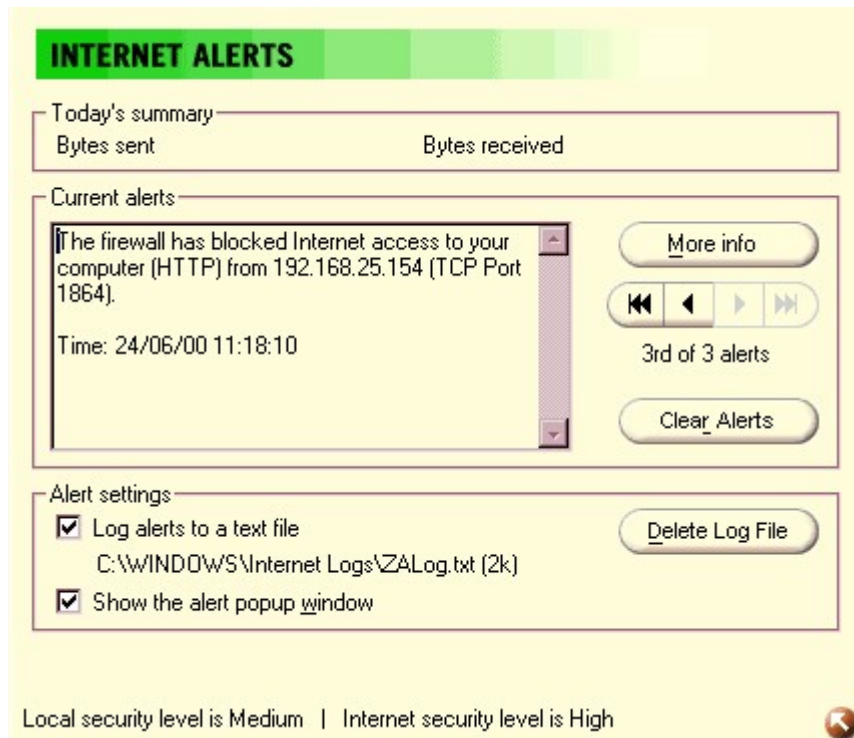 INTERNET ALERTS
Today's summary
Bytes sent Bytes received
Current alerts
The firewall has blocked Internet access to your
computer (HTTP) from 192.168.25.154 (TCP Port
1864).
Time: 24/06/00 11:18:10
More info
3rd of 3 alerts
Clear Alerts
Alert settings
Log alerts to a text file
C:\WINDOWS\Internet Logs\ZALog.txt (2k)
Delete Log File
Show the alert popup window
Local security level is Medium | Internet security level is High